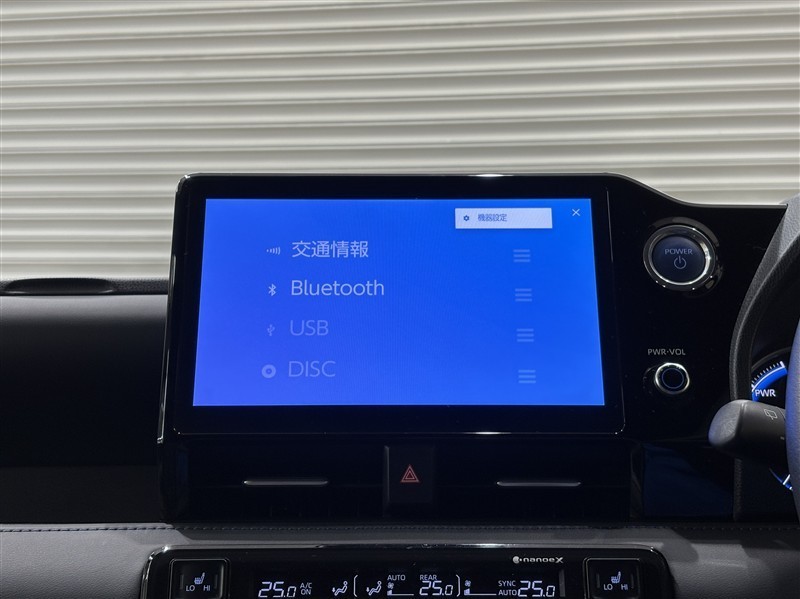 機器設定
交通情報
Bluetooth
USB
DISC
POWER
PWR·VOL
PWR
nanoeX
LO HI
25.0 A/C ON
AUTO
REAR 25.0
SYNC AUTO 25.0
LO HI